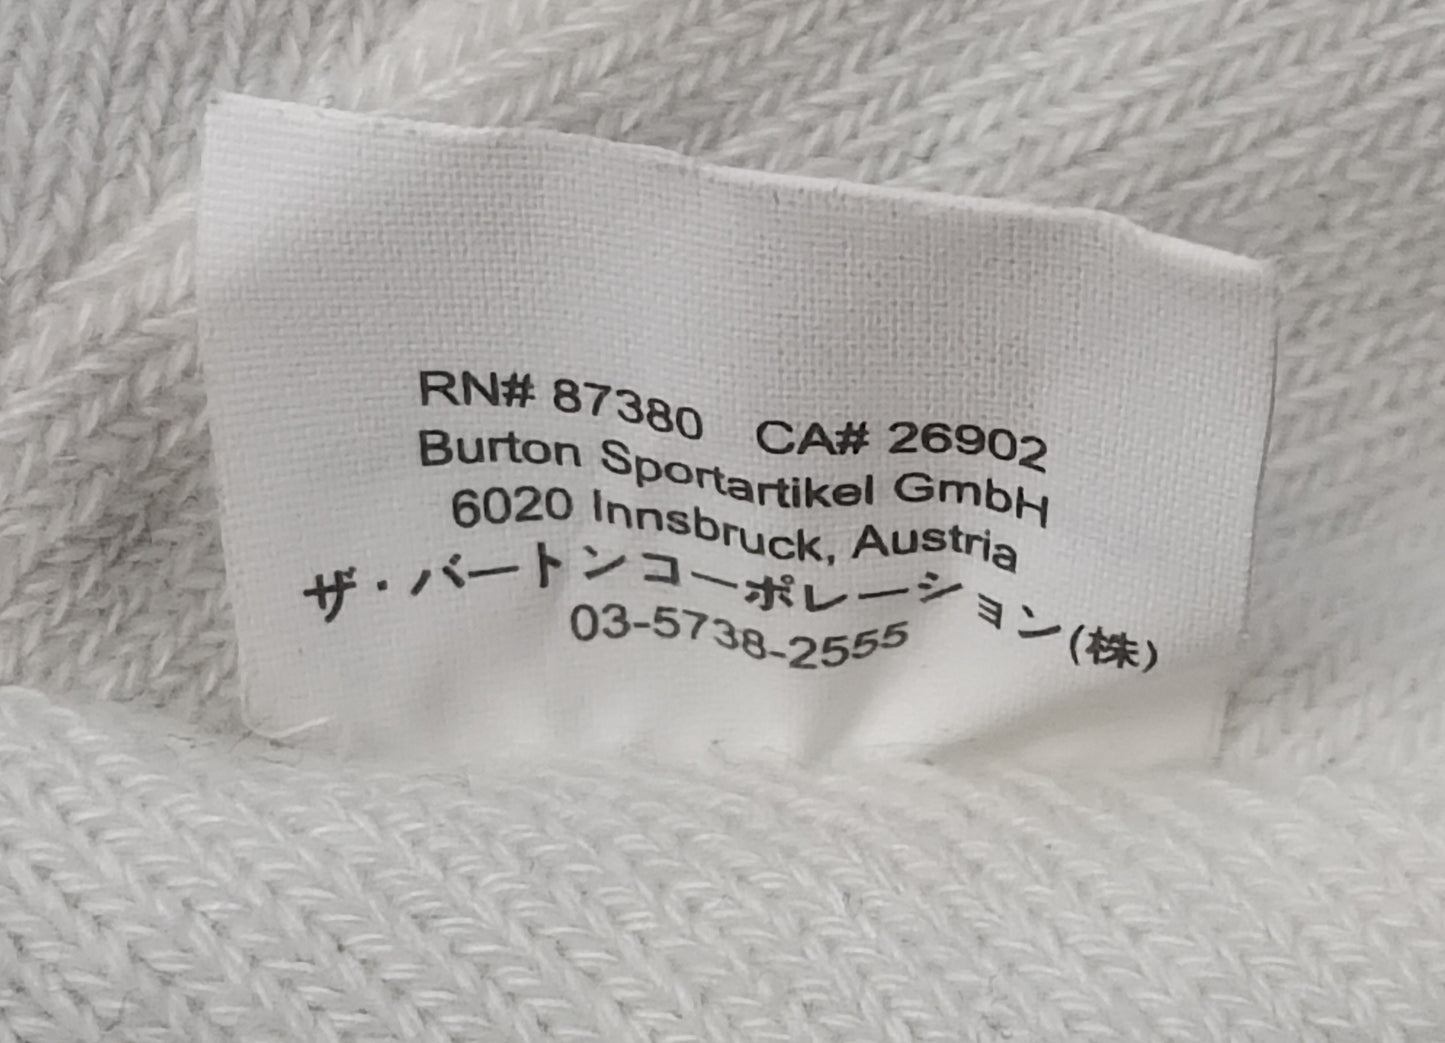 RN# 87380 CA# 26902
Burton Sportartikel GmbH
6020 Innsbruck, Austria
ザ・バートンコーポレーション(株)
03-5738-2555